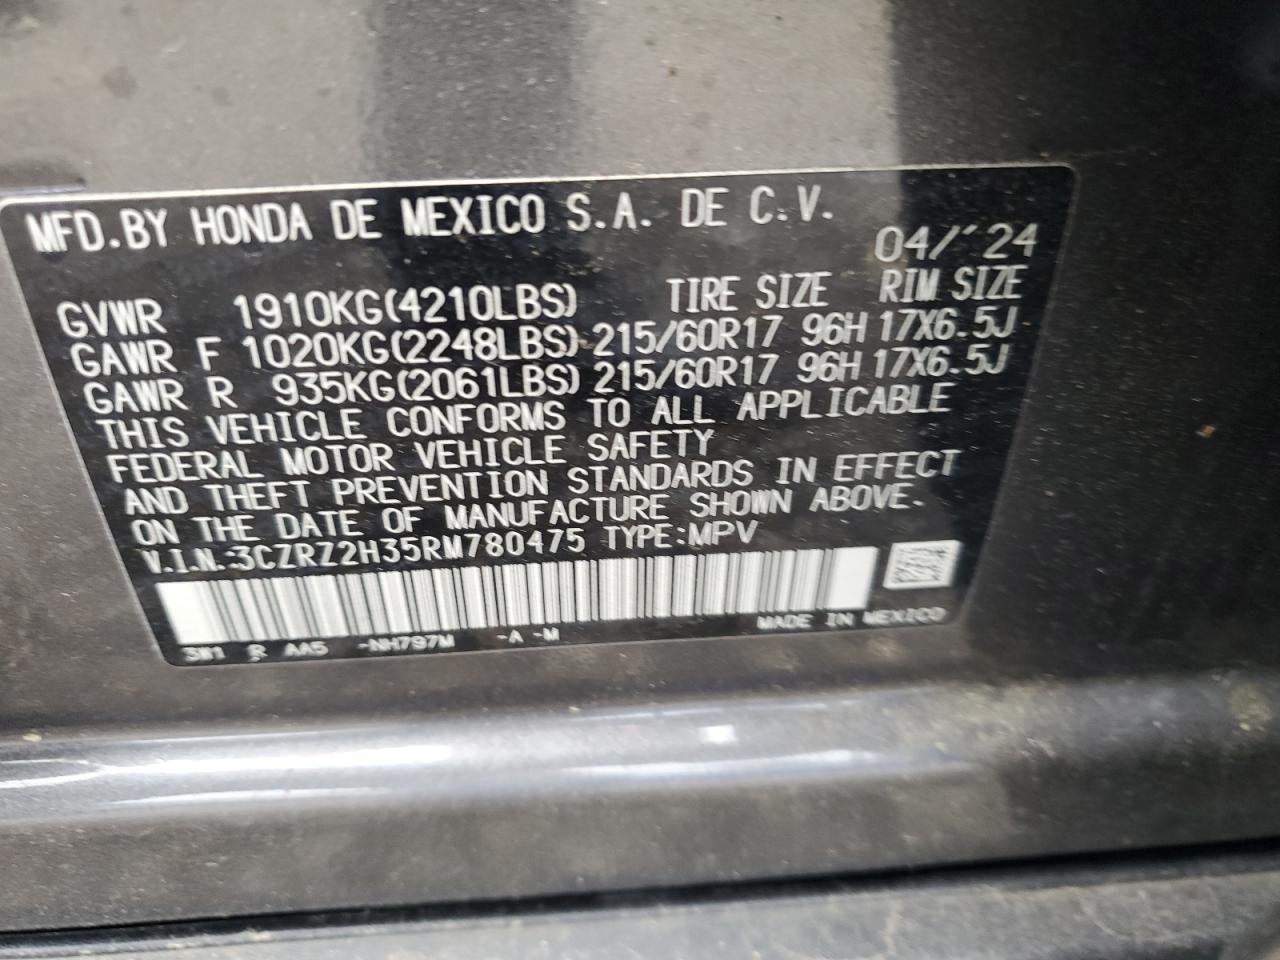 MFD.BY HONDA DE MEXICO S.A. DE C.V.
04/´24
GVWR 1910KG(4210LBS) TIRE SIZE RIM SIZE
GAWR F 1020KG(2248LBS) 215/60R17 96H 17X6.5J
GAWR R 935KG(2061LBS) 215/60R17 96H 17X6.5J
THIS VEHICLE CONFORMS TO ALL APPLICABLE
FEDERAL MOTOR VEHICLE SAFETY
AND THEFT PREVENTION STANDARDS IN EFFECT
ON THE DATE OF MANUFACTURE SHOWN ABOVE.
V.I.N.:3CZRZ2H35RM780475 TYPE:MPV
3W1 R AA5 -NH797M -A -M MADE IN MEXICO